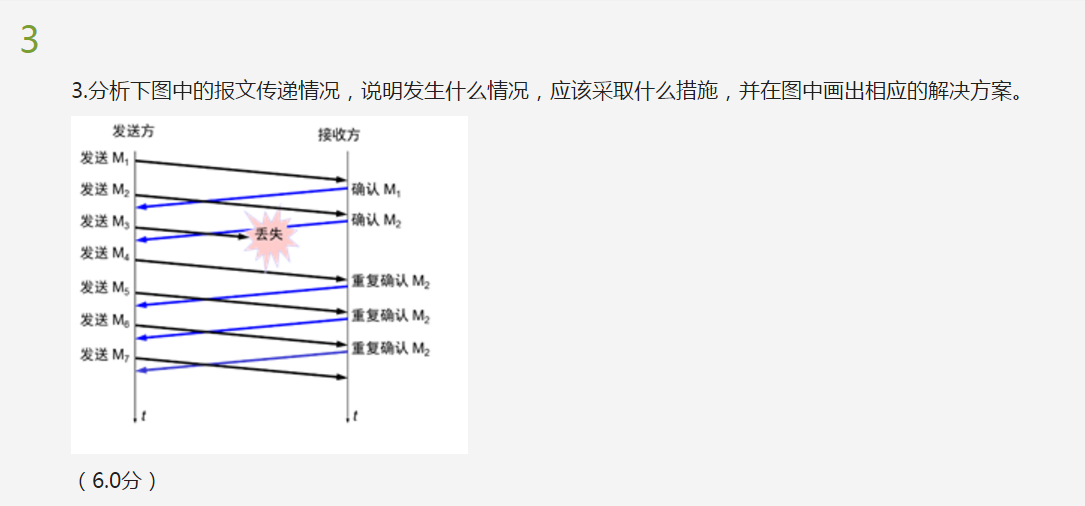 3
3.分析下图中的报文传递情况，说明发生什么情况，应该采取什么措施，并在图中画出相应的解决方案。
发送方 接收方
发送 M₁
确认 M₁
发送 M₂
确认 M₂
发送 M₃
丢失
发送 M₄
重复确认 M₂
发送 M₅
重复确认 M₂
发送 M₆
重复确认 M₂
发送 M₇
t t
（ 6.0分 ）